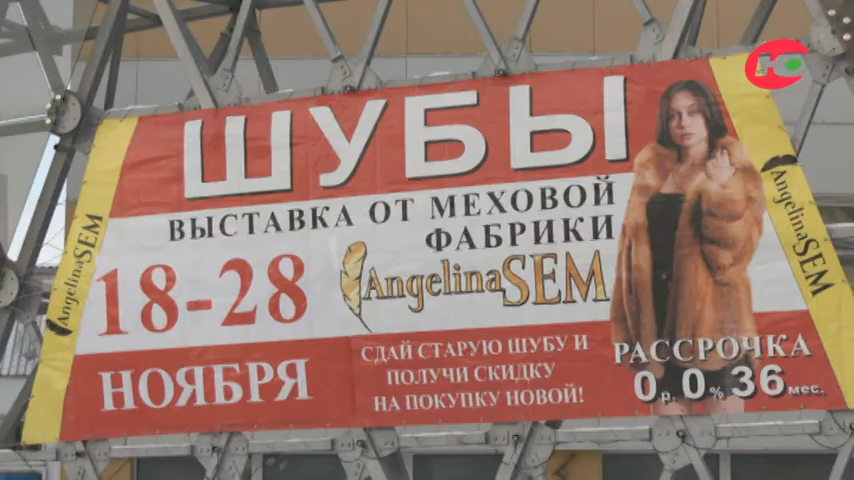 Ю
ШУБЫ
ВЫСТАВКА ОТ МЕХОВОЙ
ФАБРИКИ
18-28
AngelinaSEM
НОЯБРЯ
СДАЙ СТАРУЮ ШУБУ И
ПОЛУЧИ СКИДКУ
НА ПОКУПКУ НОВОЙ!
РАССРОЧКА
0 р. 0 % 36 мес.
AngelinaSEM
AngelinaSEM